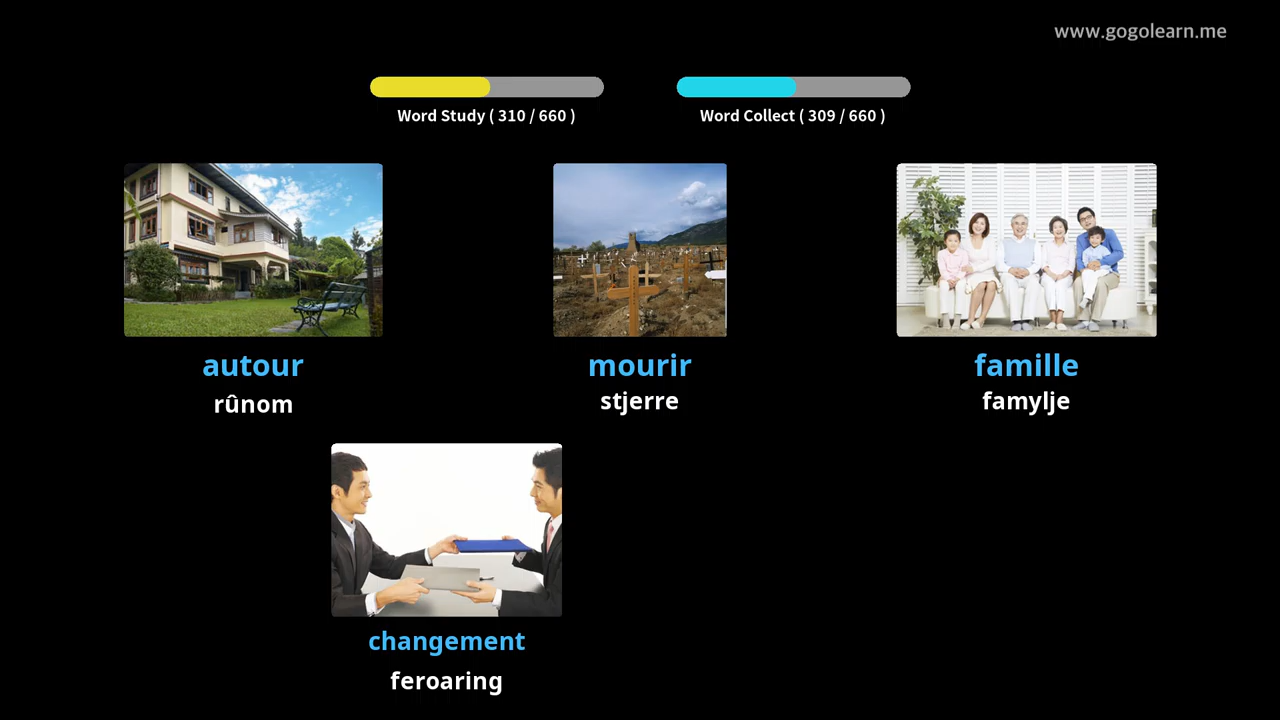 www.gogolearn.me
Word Study ( 310 / 660 )
Word Collect ( 309 / 660 )
autour
rûnom
mourir
stjerre
famille
famylje
changement
feroaring